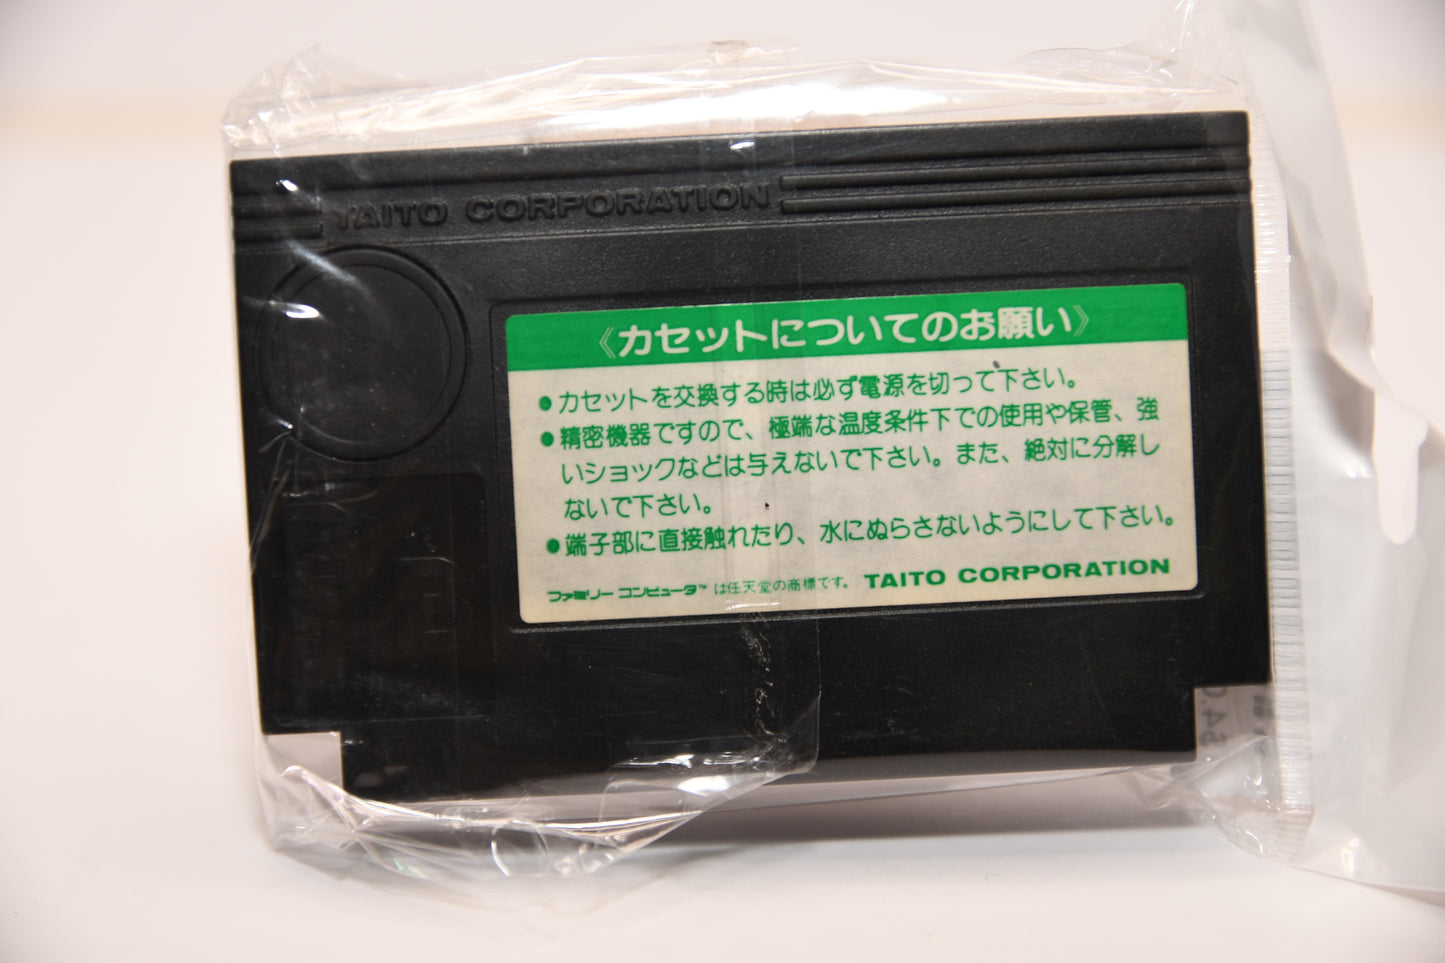 TAITO CORPORATION
《カセットについてのお願い》
●カセットを交換する時は必ず電源を切って下さい。
●精密機器ですので、極端な温度条件下での使用や保管、強
いショックなどは与えないで下さい。また、絶対に分解し
ないで下さい。
●端子部に直接触れたり、水にぬらさないようにして下さい。
ファミリーコンピュータ™は任天堂の商標です。 TAITO CORPORATION